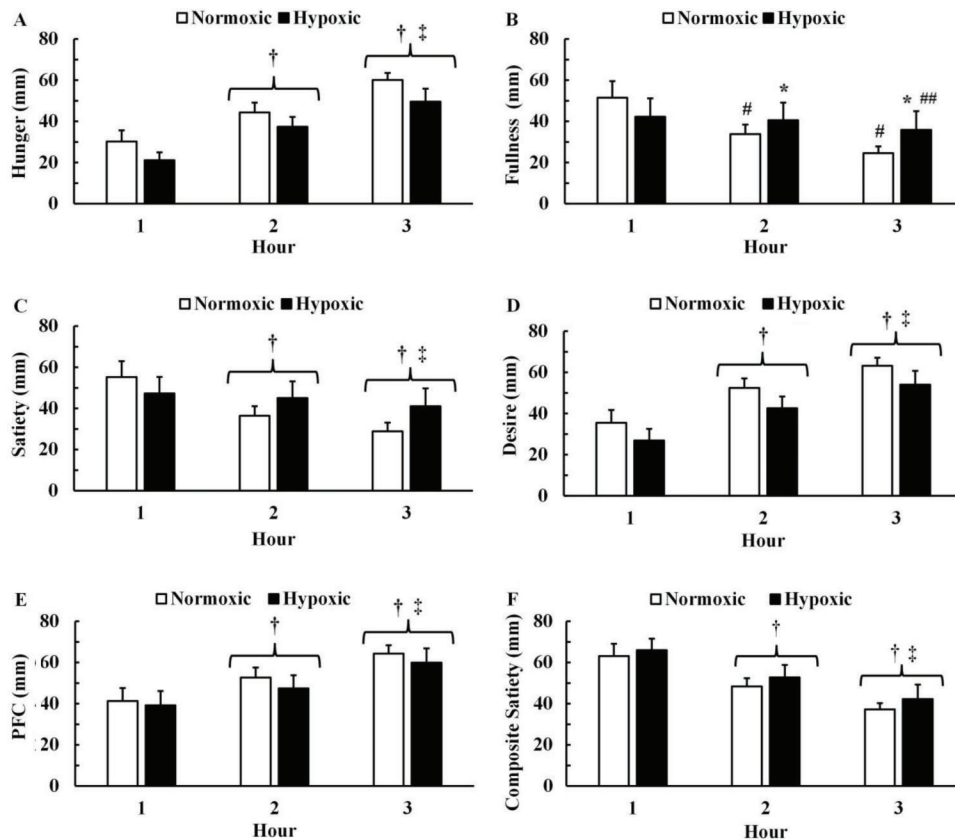 A
Normoxic Hypoxic
† ‡
†
80
60
40
20
0
Hunger (mm)
1 2 3
Hour
B
Normoxic Hypoxic
80
60
40
20
0
Fullness (mm)
# * # * ##
1 2 3
Hour
C
Normoxic Hypoxic
† † ‡
80
60
40
20
0
Satiety (mm)
1 2 3
Hour
D
Normoxic Hypoxic
† ‡
†
80
60
40
20
0
Desire (mm)
1 2 3
Hour
E
Normoxic Hypoxic
† ‡
†
80
60
40
20
0
PFC (mm)
1 2 3
Hour
F
Normoxic Hypoxic
†
† ‡
80
60
40
20
0
Composite Satiety (mm)
1 2 3
Hour